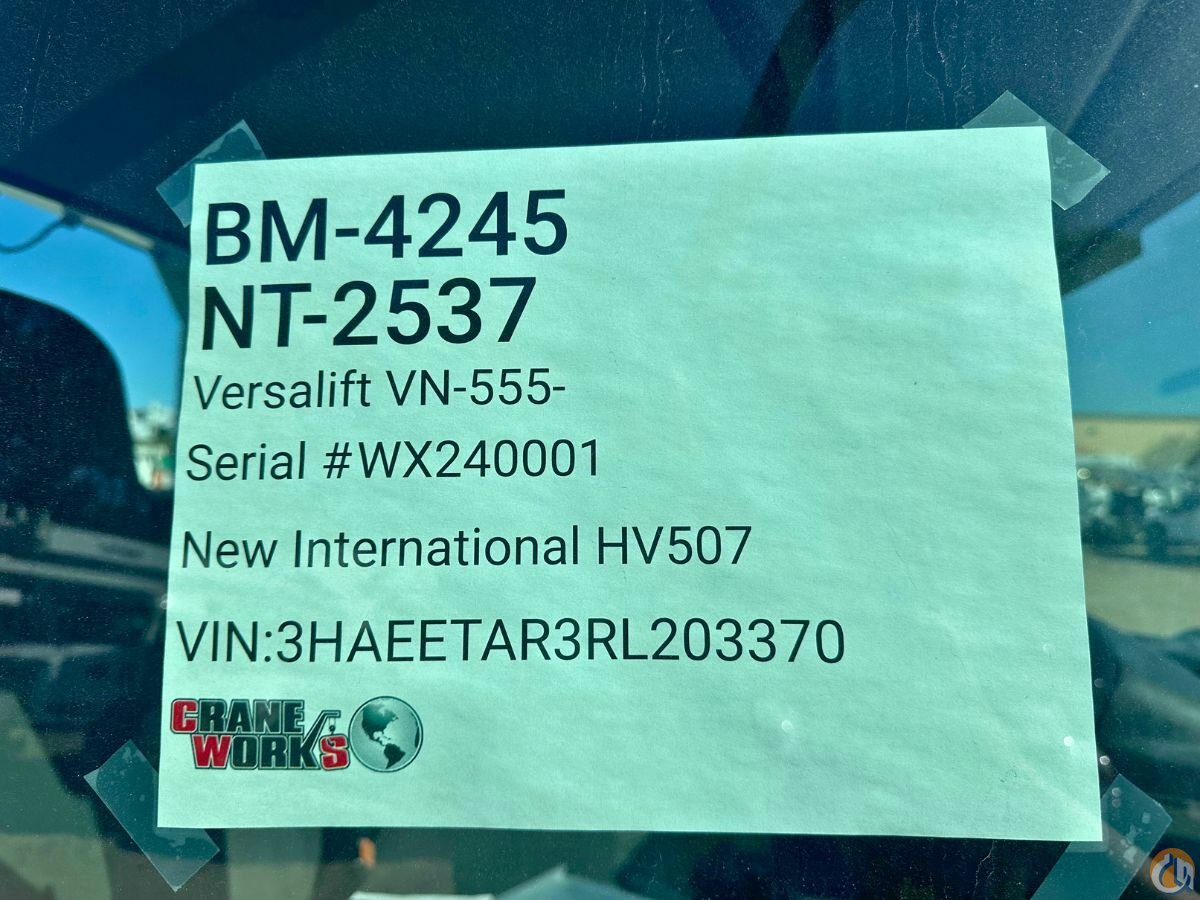 BM-4245
NT-2537
Versalift VN-555-
Serial #WX240001
New International HV507
VIN:3HAEETAR3RL203370
CRANE
WORKS